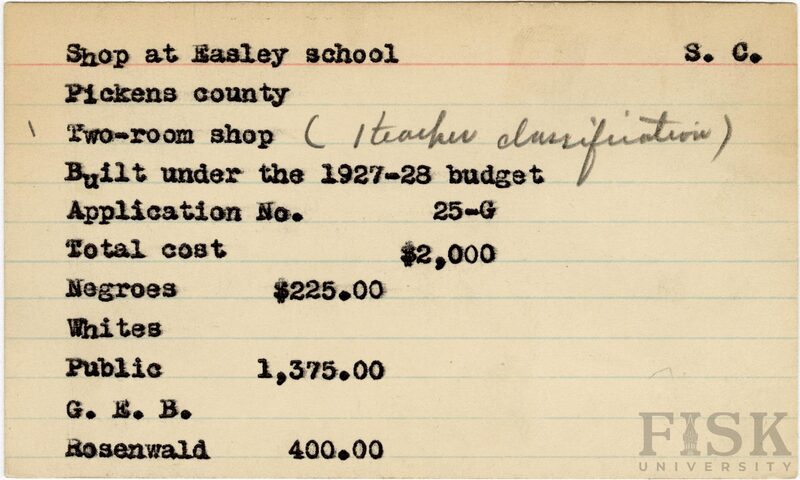 Shop at Easley school S. C.
Pickens county
Two-room shop (1 teacher classification)
Built under the 1927-28 budget
Application No. 25-G
Total cost $2,000
Negroes $225.00
Whites
Public 1,375.00
G. E. B.
Rosenwald 400.00
FISK
UNIVERSITY